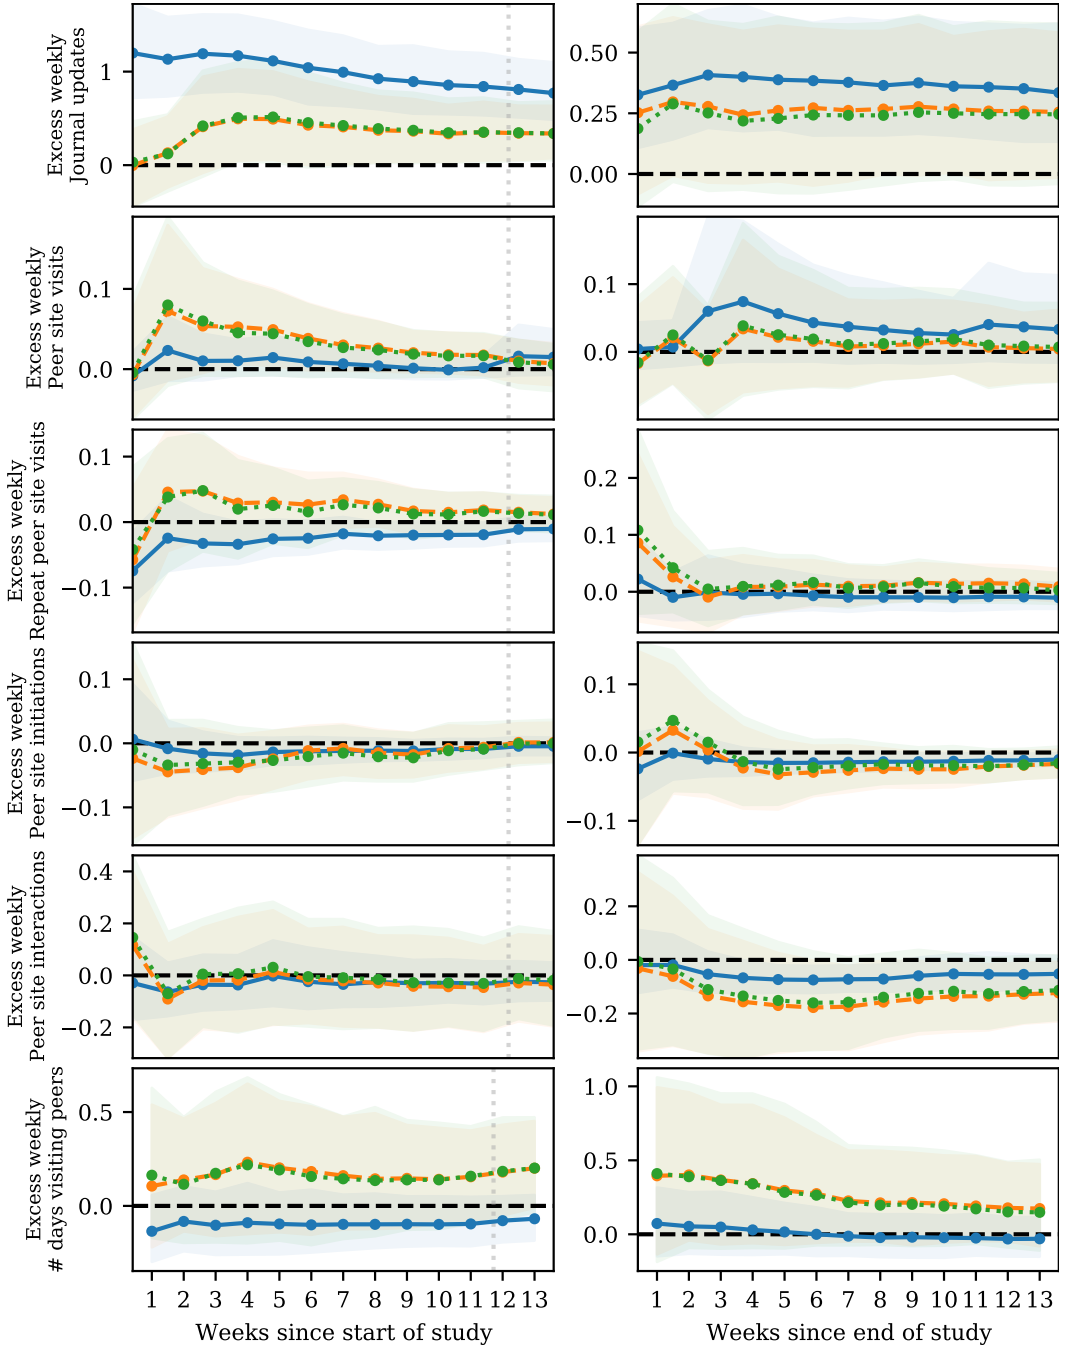 Excess weekly
Journal updates
1
0
0.50
0.25
0.00
Excess weekly
Peer site visits
0.1
0.0
0.1
0.0
Excess weekly
Repeat peer site visits
0.1
0.0
−0.1
0.2
0.1
0.0
Excess weekly
Peer site initiations
0.1
0.0
−0.1
0.1
0.0
−0.1
Excess weekly
Peer site interactions
0.4
0.2
0.0
−0.2
0.2
0.0
−0.2
Excess weekly
# days visiting peers
0.5
0.0
1.0
0.5
0.0
1 2 3 4 5 6 7 8 9 10 11 12 13
1 2 3 4 5 6 7 8 9 10 11 12 13
Weeks since start of study
Weeks since end of study